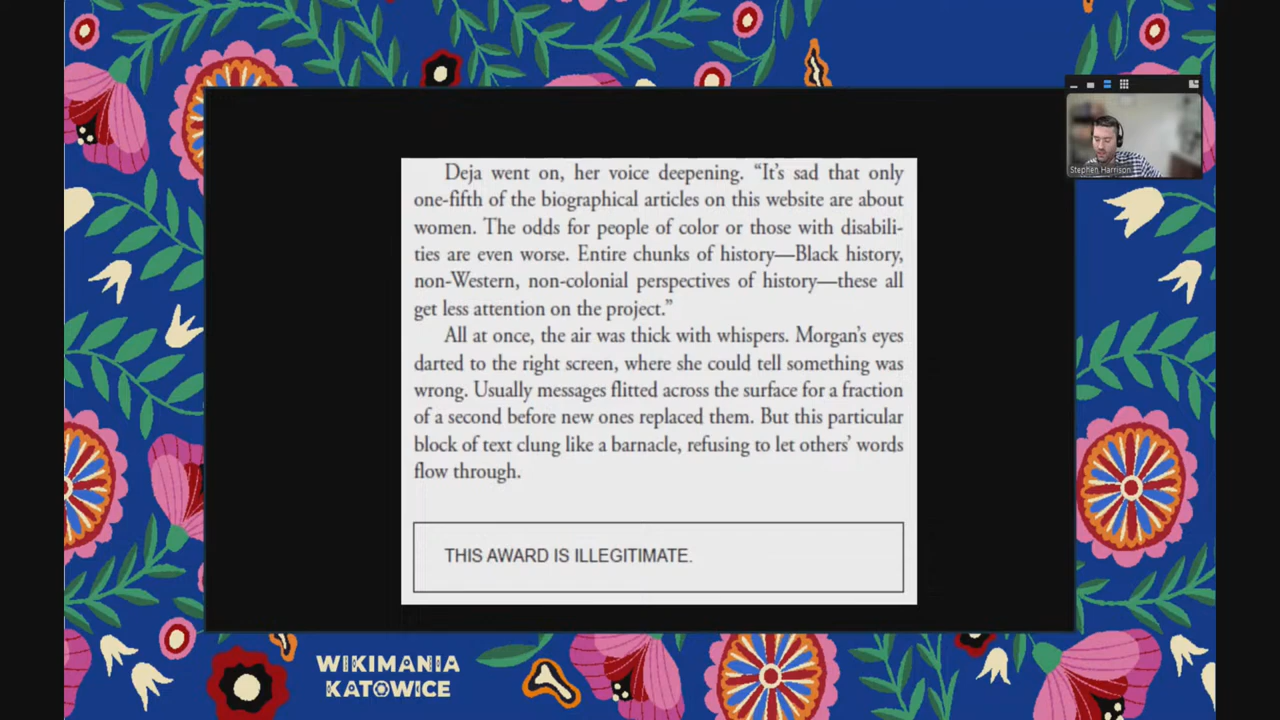 Stephen Harrison
Deja went on, her voice deepening. “It’s sad that only
one-fifth of the biographical articles on this website are about
women. The odds for people of color or those with disabili-
ties are even worse. Entire chunks of history—Black history,
non-Western, non-colonial perspectives of history—these all
get less attention on the project.”
All at once, the air was thick with whispers. Morgan’s eyes
darted to the right screen, where she could tell something was
wrong. Usually messages flitted across the surface for a fraction
of a second before new ones replaced them. But this particular
block of text clung like a barnacle, refusing to let others’ words
flow through.
THIS AWARD IS ILLEGITIMATE.
WIKIMANIA
KATOWICE